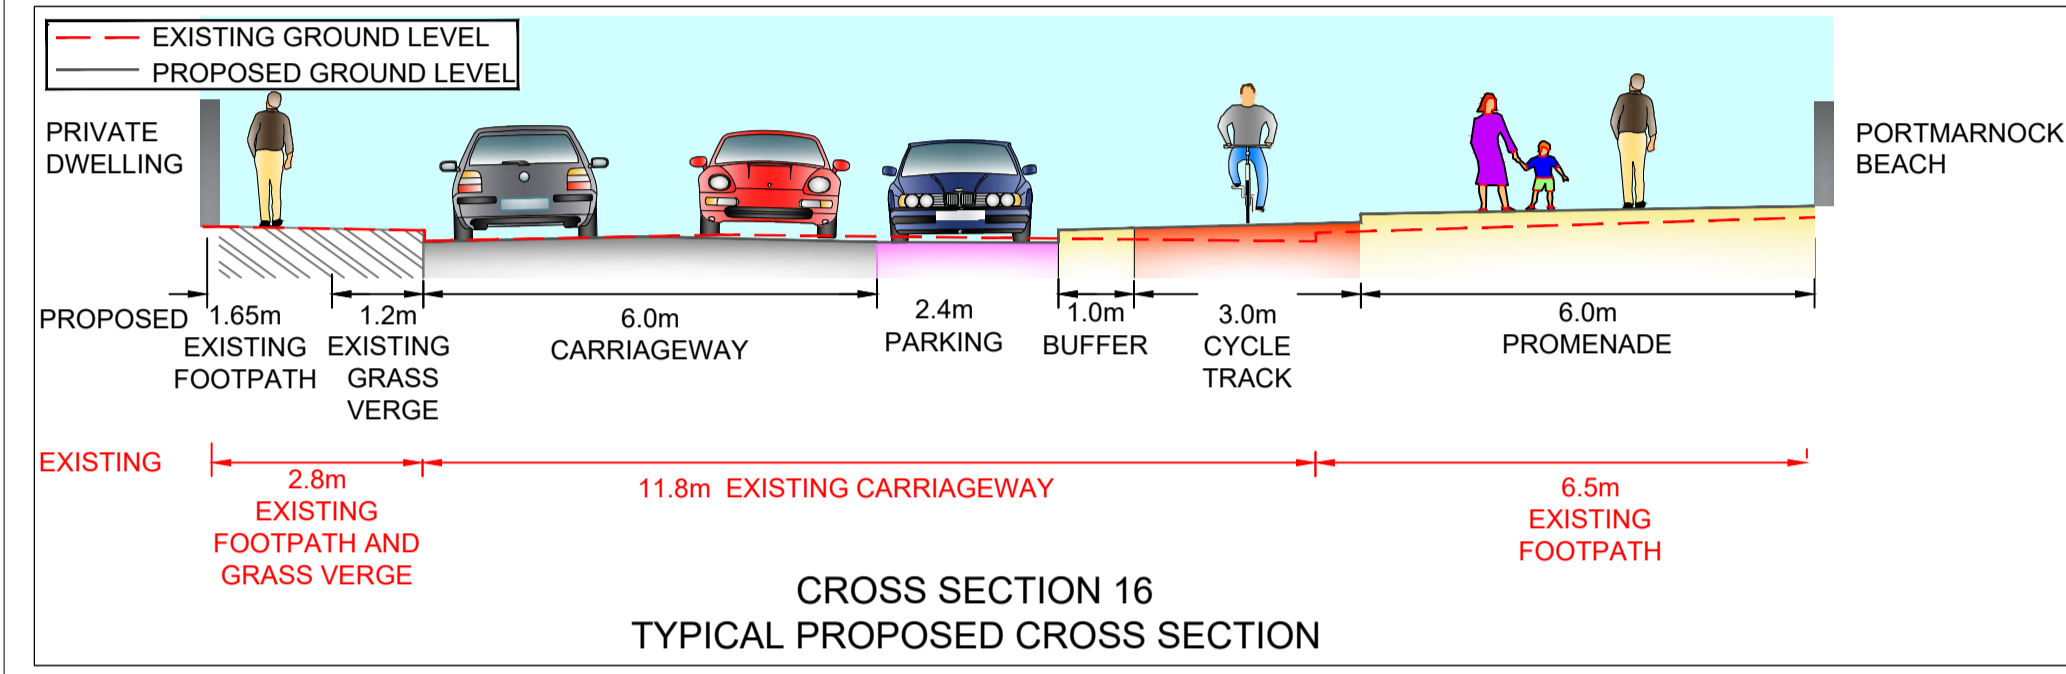 EXISTING GROUND LEVEL
PROPOSED GROUND LEVEL
PRIVATE
DWELLING
PORTMARNOCK
BEACH
PROPOSED
1.65m
EXISTING
FOOTPATH
1.2m
EXISTING
GRASS
VERGE
6.0m
CARRIAGEWAY
2.4m
PARKING
1.0m
BUFFER
3.0m
CYCLE
TRACK
6.0m
PROMENADE
EXISTING
2.8m
EXISTING
FOOTPATH AND
GRASS VERGE
11.8m EXISTING CARRIAGEWAY
6.5m
EXISTING
FOOTPATH
CROSS SECTION 16
TYPICAL PROPOSED CROSS SECTION